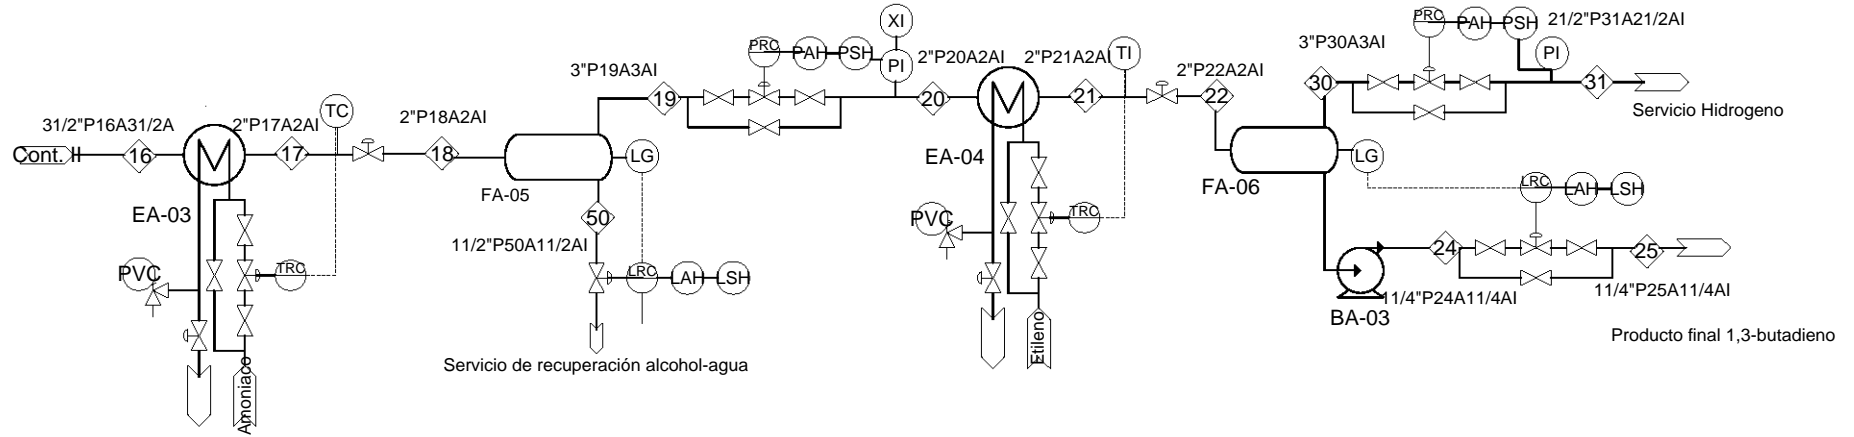 Cont.
31/2"P16A31/2A
16
EA-03
2"P17A2AI
17
TC
2"P18A2AI
18
PVC
TRC
Amoniaco
FA-05
LG
50
11/2"P50A11/2AI
LRC
LAH
LSH
Servicio de recuperación alcohol-agua
3"P19A3AI
19
PRC
PAH
PSH
XI
PI
2"P20A2AI
20
EA-04
2"P21A2AI
21
TI
PVC
TRC
Etileno
2"P22A2AI
22
FA-06
LG
3"P30A3AI
30
PRC
PAH
PSH
21/2"P31A21/2AI
PI
31
Servicio Hidrogeno
LRC
LAH
LSH
BA-03
24
11/4"P24A11/4AI
25
11/4"P25A11/4AI
Producto final 1,3-butadieno